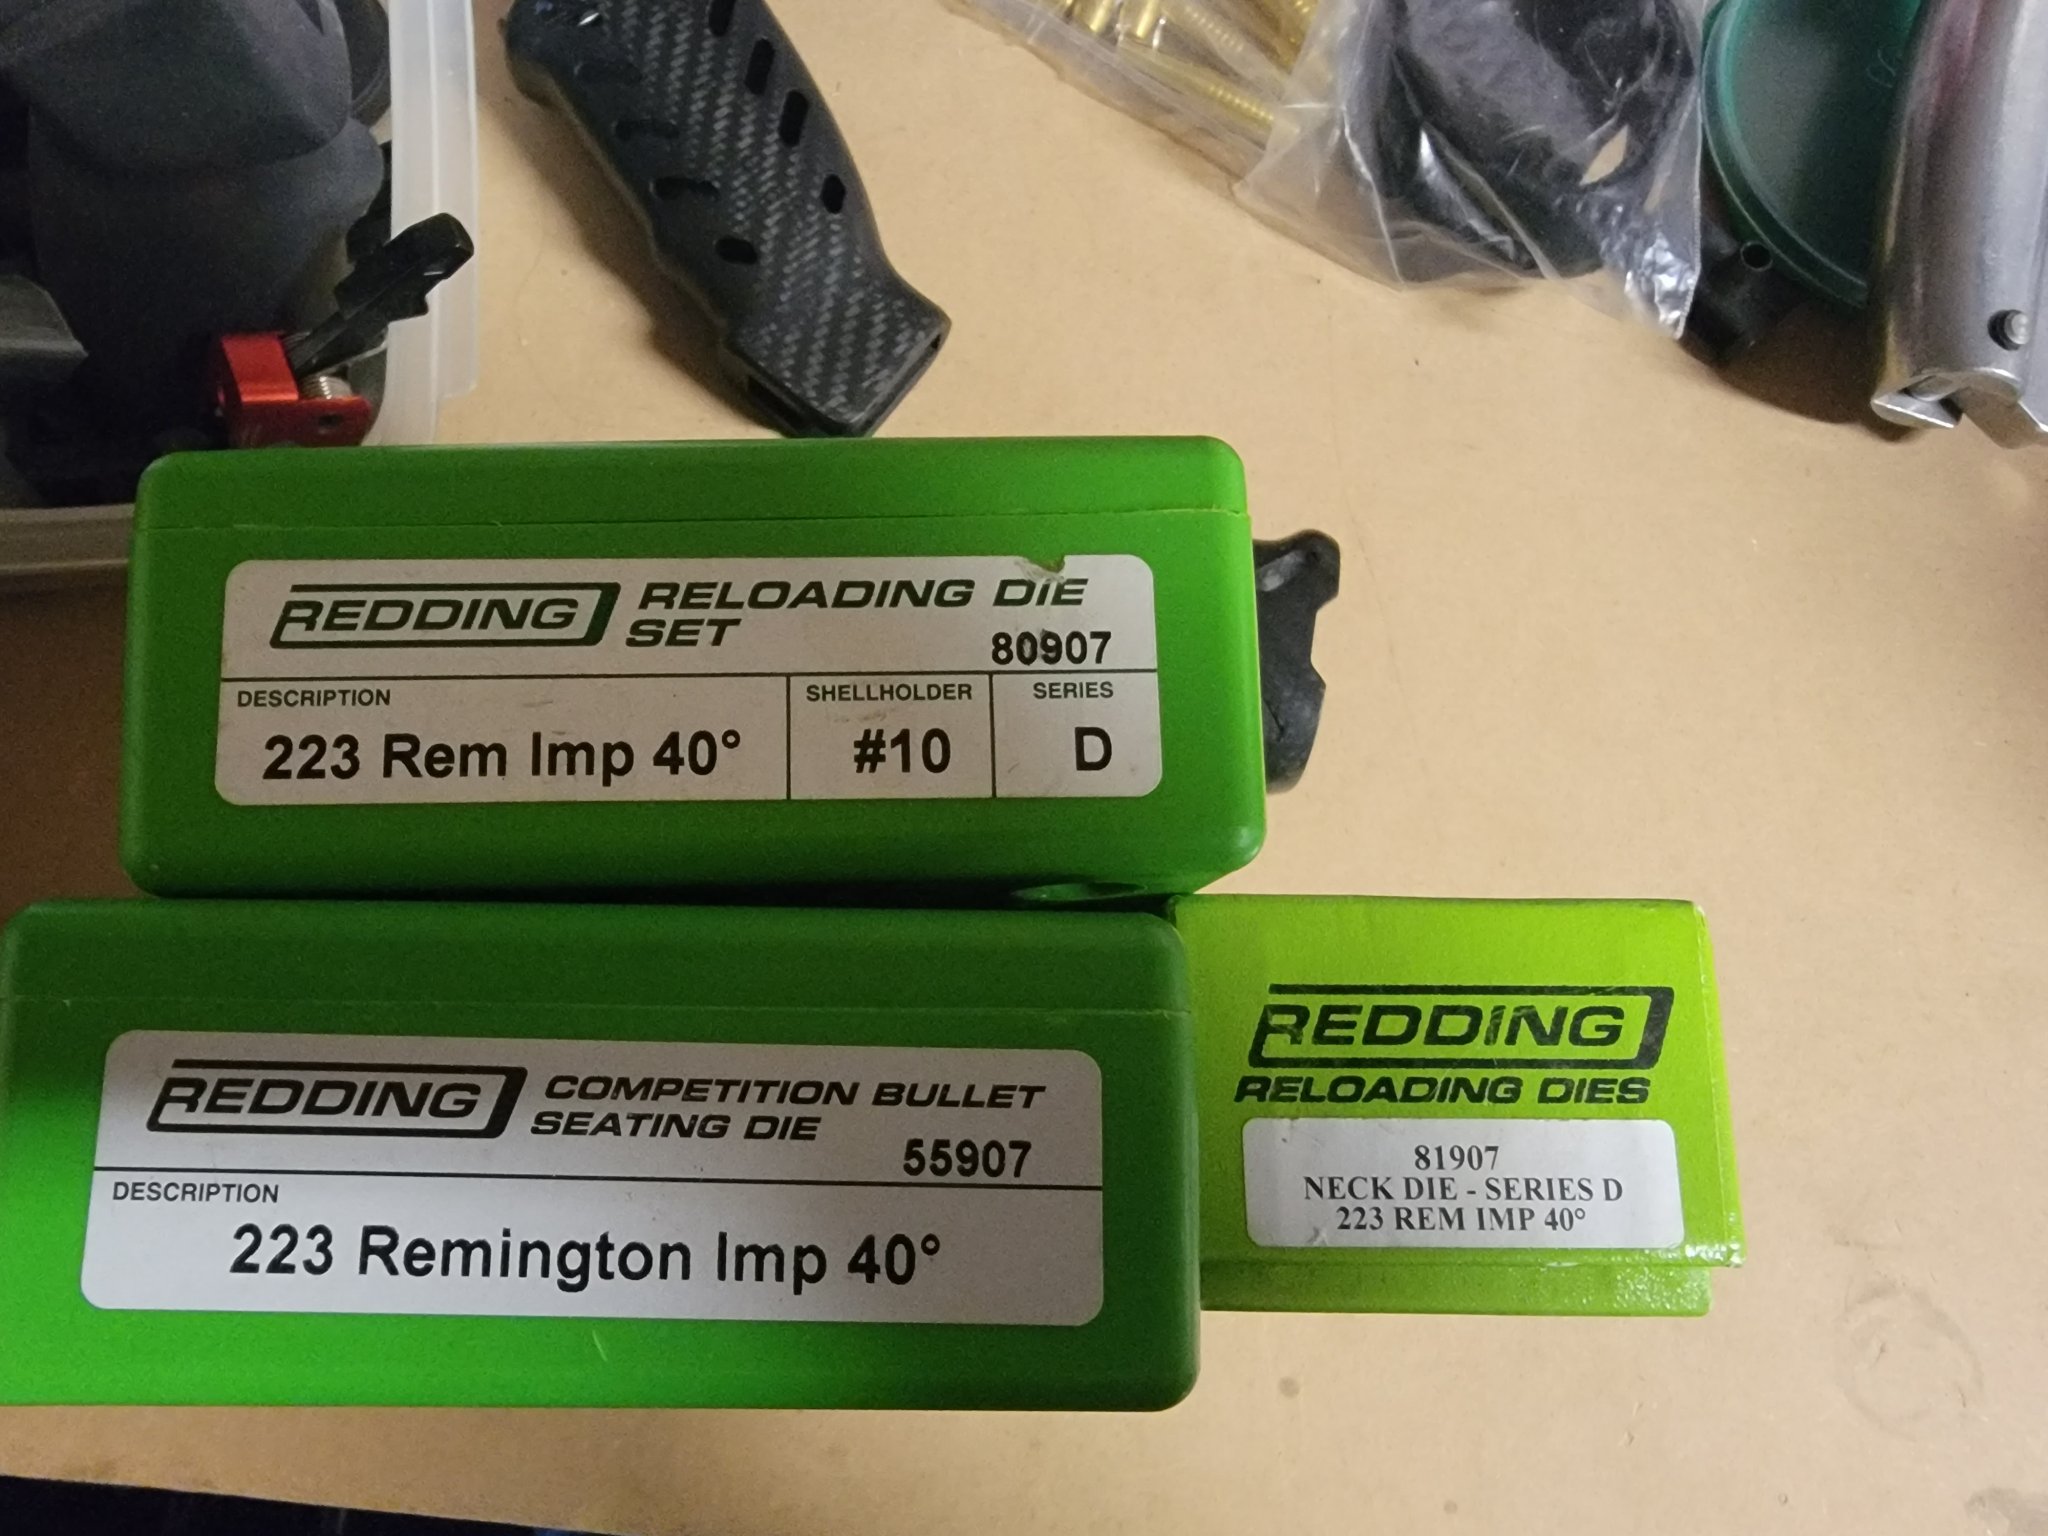 REDDING RELOADING DIE
SET
80907
DESCRIPTION SHELLHOLDER SERIES
223 Rem Imp 40° #10 D
REDDING COMPETITION BULLET
SEATING DIE
55907
DESCRIPTION
223 Remington Imp 40°
REDDING
RELOADING DIES
81907
NECK DIE - SERIES D
223 REM IMP 40°